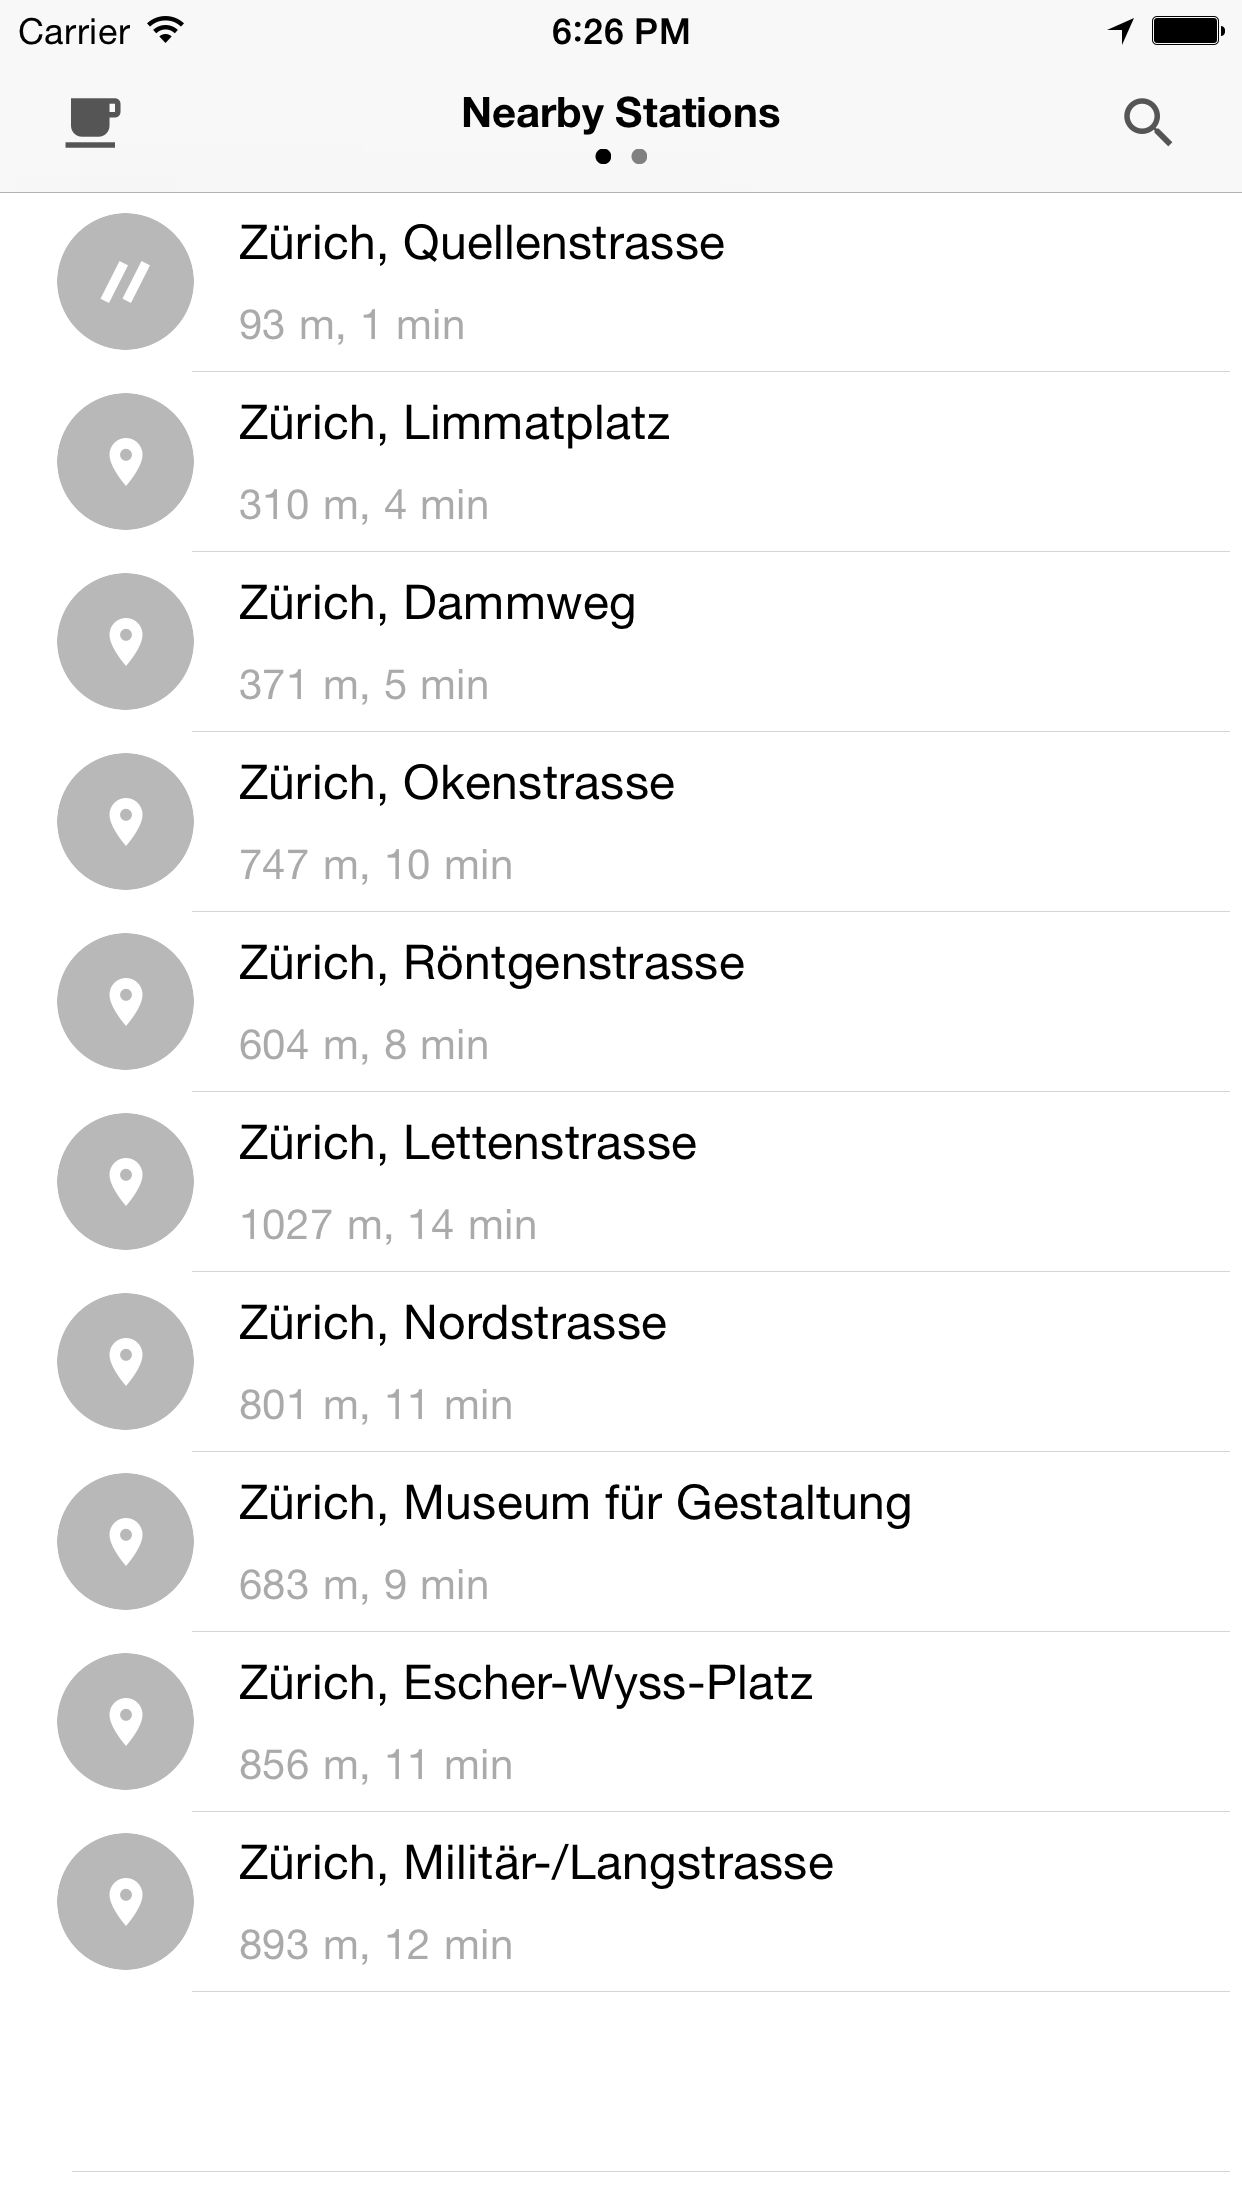 Carrier 6:26 PM
Nearby Stations
Zürich, Quellenstrasse
93 m, 1 min
Zürich, Limmatplatz
310 m, 4 min
Zürich, Dammweg
371 m, 5 min
Zürich, Okenstrasse
747 m, 10 min
Zürich, Röntgenstrasse
604 m, 8 min
Zürich, Lettenstrasse
1027 m, 14 min
Zürich, Nordstrasse
801 m, 11 min
Zürich, Museum für Gestaltung
683 m, 9 min
Zürich, Escher-Wyss-Platz
856 m, 11 min
Zürich, Militär-/Langstrasse
893 m, 12 min